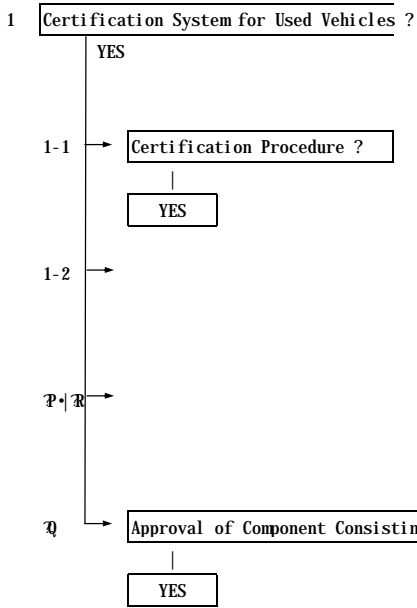 1 Certification System for Used Vehicles ?
YES
1-1 Certification Procedure ?
YES
1-2
Approval of Component Consistin
YES